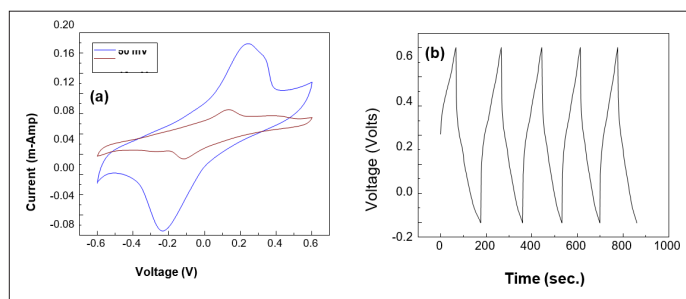 0.20
0.16
0.12
0.08
0.04
0.00
-0.04
-0.08
50 mV
(a)
Current (m-Amp)
-0.6 -0.4 -0.2 0.0 0.2 0.4 0.6
Voltage (V)
(b)
0.6
0.4
0.2
0.0
-0.2
Voltage (Volts)
0 200 400 600 800 1000
Time (sec.)